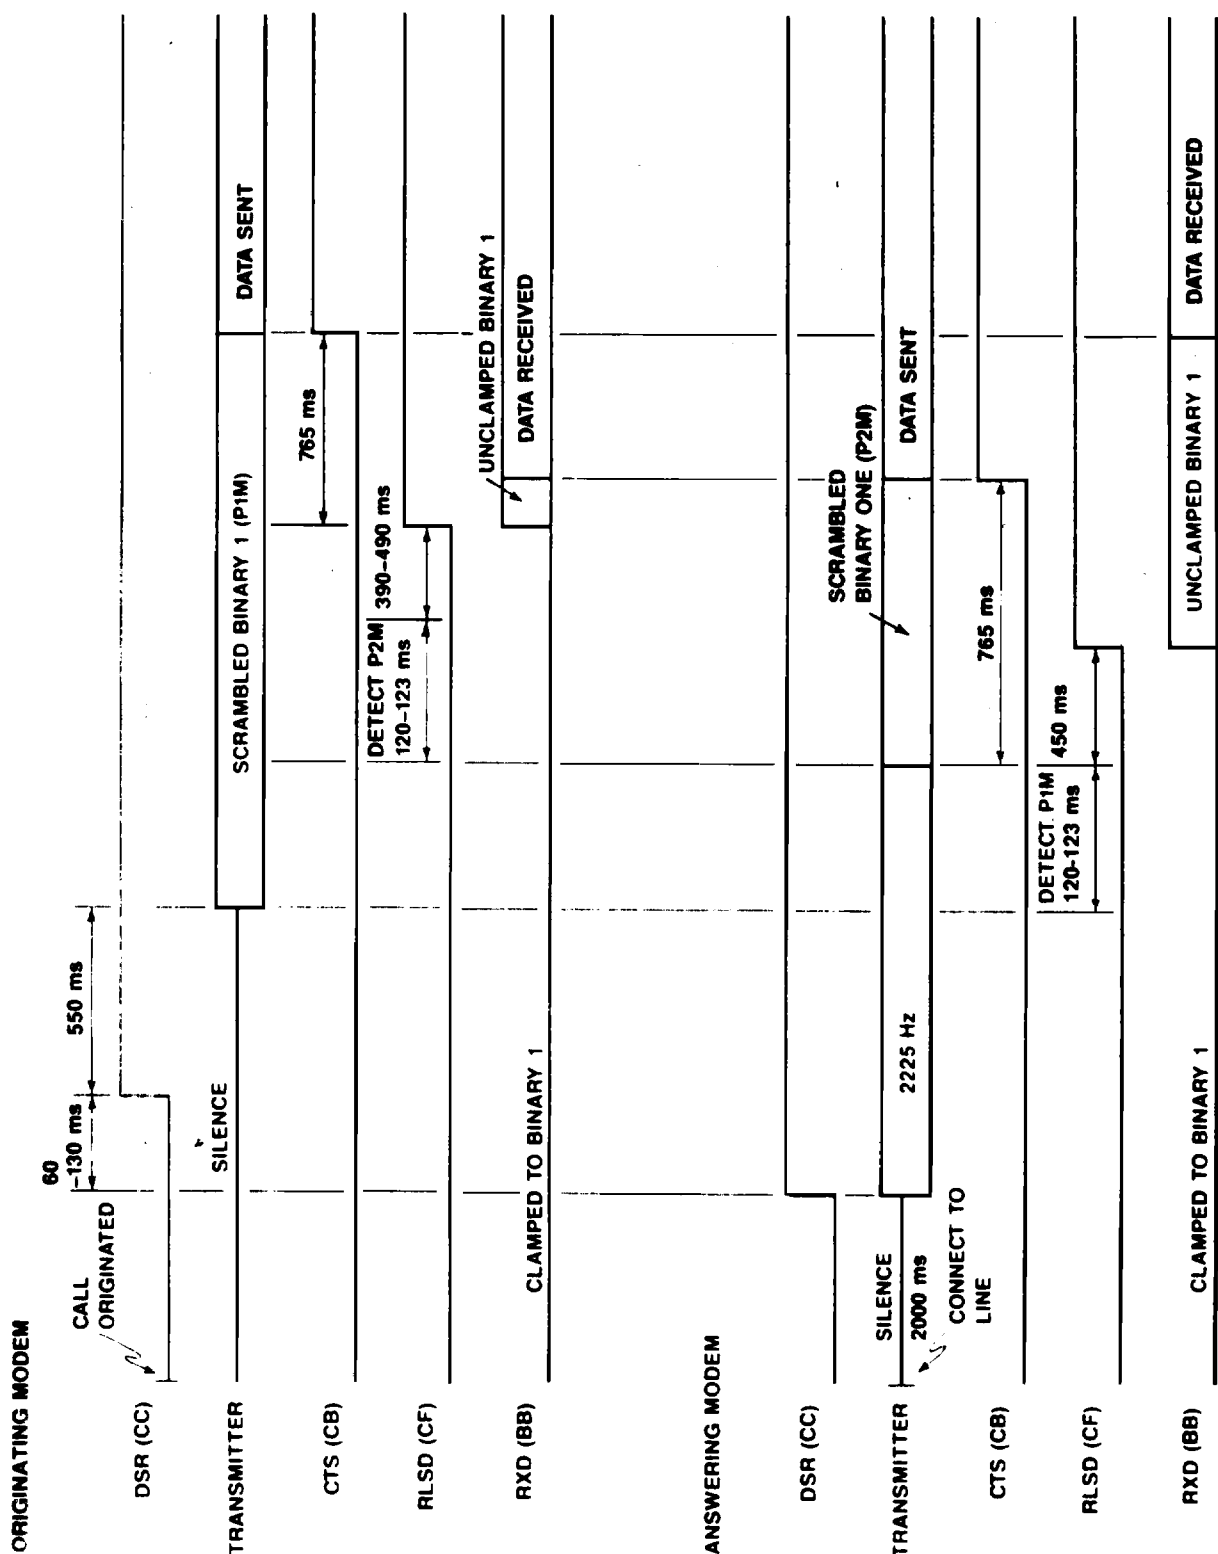 ORIGINATING MODEM
CALL
ORIGINATED
60
-130 ms
550 ms
DSR (CC)
TRANSMITTER
SILENCE
SCRAMBLED BINARY 1 (P1M)
DATA SENT
CTS (CB)
765 ms
RLSD (CF)
DETECT P2M
120-123 ms
390-490 ms
RXD (BB)
CLAMPED TO BINARY 1
UNCLAMPED BINARY 1
DATA RECEIVED
ANSWERING MODEM
DSR (CC)
TRANSMITTER
SILENCE
2000 ms
CONNECT TO
LINE
2225 Hz
SCRAMBLED
BINARY ONE (P2M)
DATA SENT
CTS (CB)
765 ms
RLSD (CF)
DETECT P1M
120-123 ms
450 ms
RXD (BB)
CLAMPED TO BINARY 1
UNCLAMPED BINARY 1
DATA RECEIVED